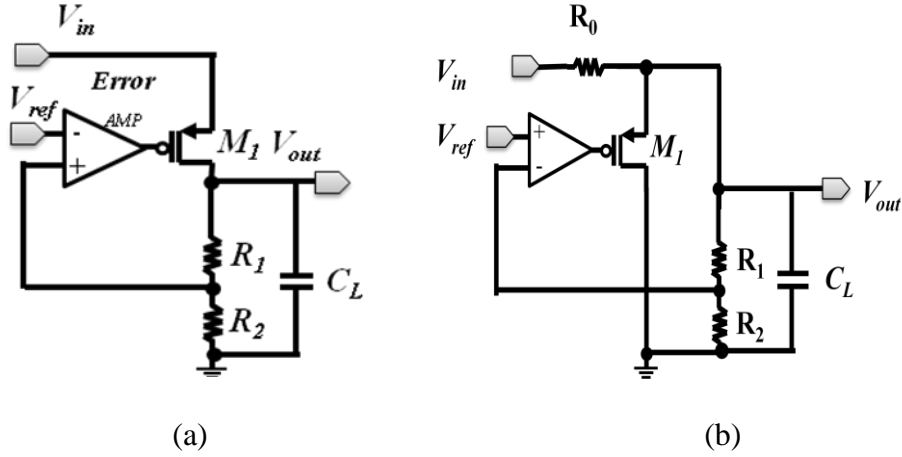 V_in
Error
V_ref
AMP
-
+
M_1 V_out
R_1
C_L
R_2
(a)
R_0
V_in
V_ref
+
-
M_1
V_out
R_1
C_L
R_2
(b)